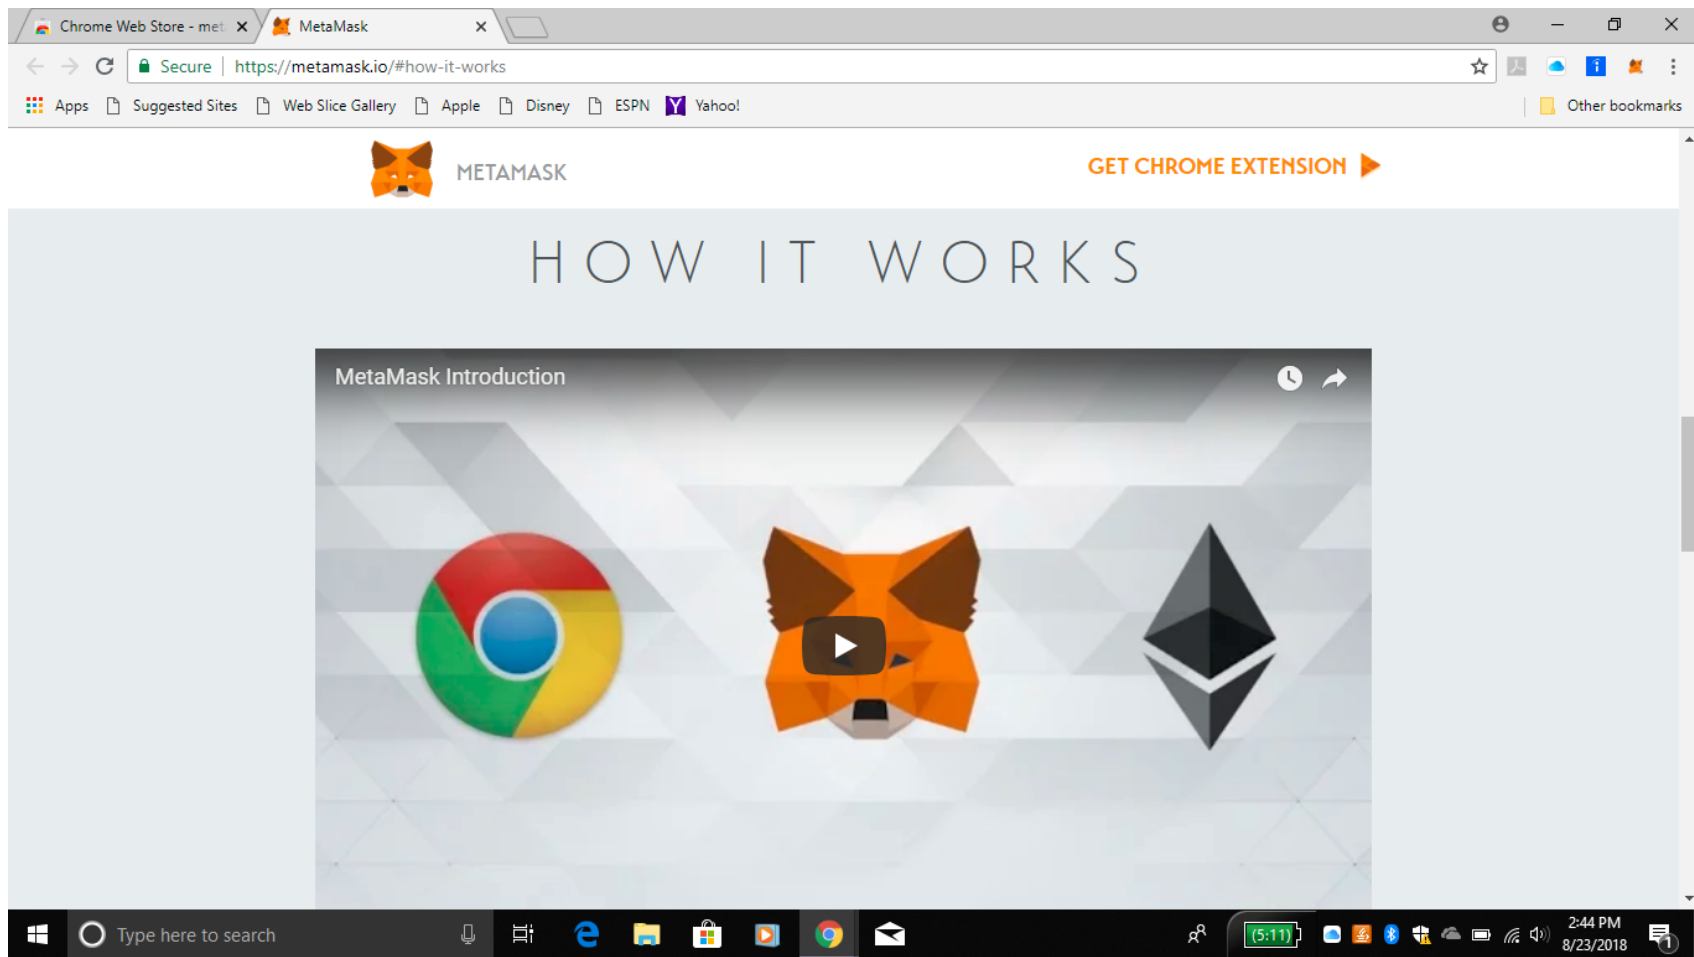 Chrome Web Store - met
MetaMask
Secure
https://metamask.io/#how-it-works
Apps
Suggested Sites
Web Slice Gallery
Apple
Disney
ESPN
Yahoo!
Other bookmarks
METAMASK
GET CHROME EXTENSION
HOW IT WORKS
MetaMask Introduction
Type here to search
(5:11)
2:44 PM
8/23/2018
1